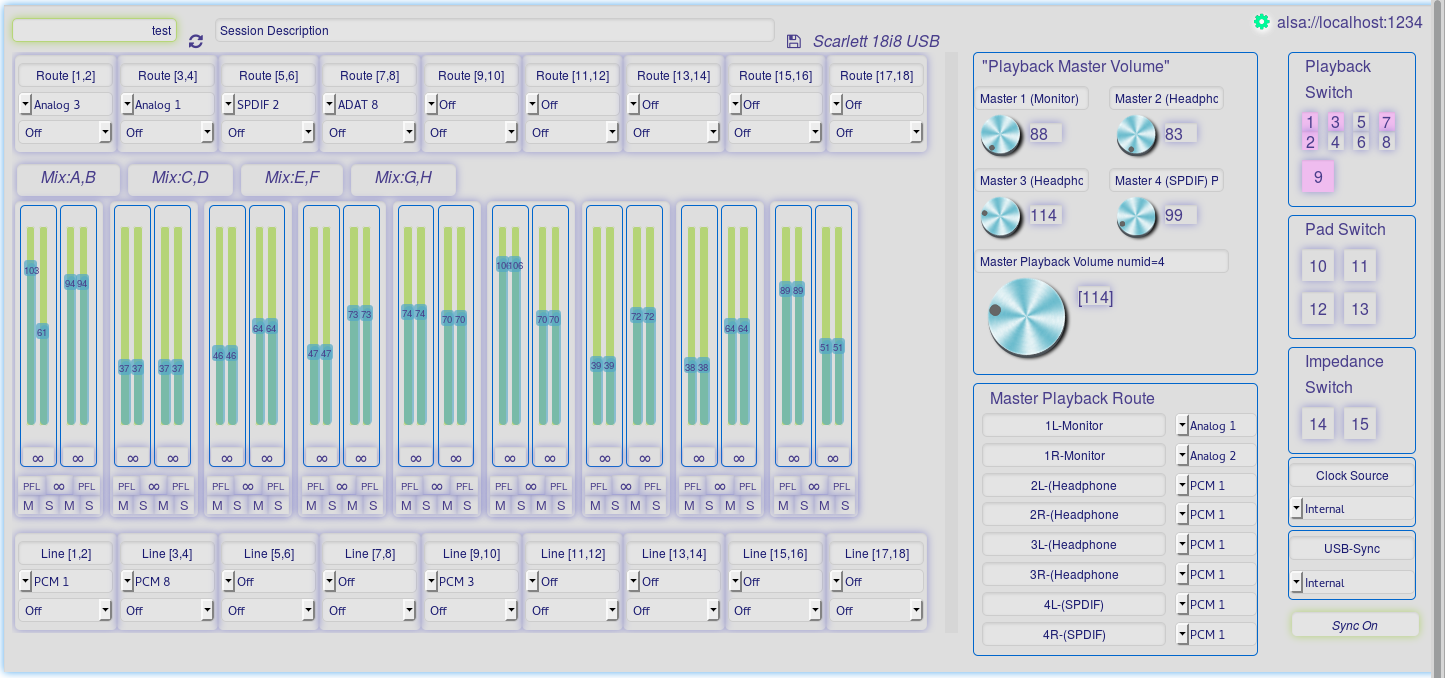 test Session Description Scarlett 18i8 USB alsa://localhost:1234
Route [1,2] Route [3,4] Route [5,6] Route [7,8] Route [9,10] Route [11,12] Route [13,14] Route [15,16] Route [17,18]
Analog 3 Analog 1 SPDIF 2 ADAT 8 Off Off Off Off Off
Off Off Off Off Off Off Off Off Off
Mix:A,B Mix:C,D Mix:E,F Mix:G,H
103 61 94 94 37 37 37 37 46 46 64 64 47 47 73 73 74 74 70 70 106 106 70 70 39 39 72 72 38 38 64 64 89 89 51 51
∞ ∞ ∞ ∞ ∞ ∞ ∞ ∞ ∞ ∞ ∞ ∞ ∞ ∞ ∞ ∞ ∞ ∞
PFL ∞ PFL PFL ∞ PFL PFL ∞ PFL PFL ∞ PFL PFL ∞ PFL PFL ∞ PFL PFL ∞ PFL PFL ∞ PFL PFL ∞ PFL
M S M S M S M S M S M S M S M S M S M S M S M S M S M S M S M S M S M S
Line [1,2] Line [3,4] Line [5,6] Line [7,8] Line [9,10] Line [11,12] Line [13,14] Line [15,16] Line [17,18]
PCM 1 PCM 8 Off Off PCM 3 Off Off Off Off
Off Off Off Off Off Off Off Off Off
"Playback Master Volume"
Master 1 (Monitor) Master 2 (Headphc
88 83
Master 3 (Headphc Master 4 (SPDIF) P
114 99
Master Playback Volume numid=4
[114]
Master Playback Route
1L-Monitor Analog 1
1R-Monitor Analog 2
2L-(Headphone PCM 1
2R-(Headphone PCM 1
3L-(Headphone PCM 1
3R-(Headphone PCM 1
4L-(SPDIF) PCM 1
4R-(SPDIF) PCM 1
Playback
Switch
1 3 5 7
2 4 6 8
9
Pad Switch
10 11
12 13
Impedance
Switch
14 15
Clock Source
Internal
USB-Sync
Internal
Sync On